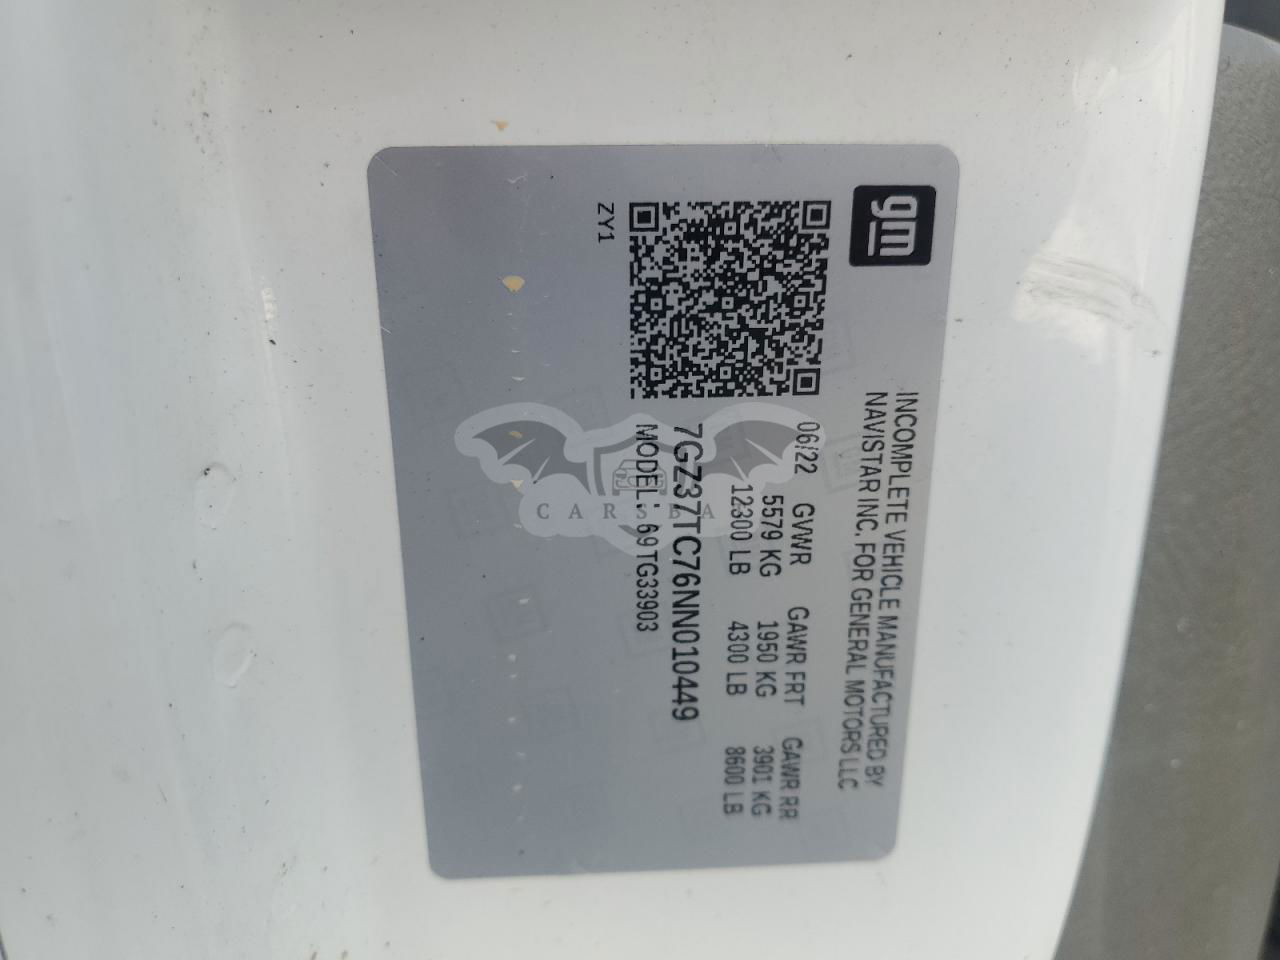 gm
INCOMPLETE VEHICLE MANUFACTURED BY
NAVISTAR INC. FOR GENERAL MOTORS LLC
06/22 GVWR GAWR FRT GAWR RR
5579 KG 1950 KG 3901 KG
12300 LB 4300 LB 8600 LB
7GZ37TC76NN010449
MODEL: 69TG33903
ZY1
CARSBA